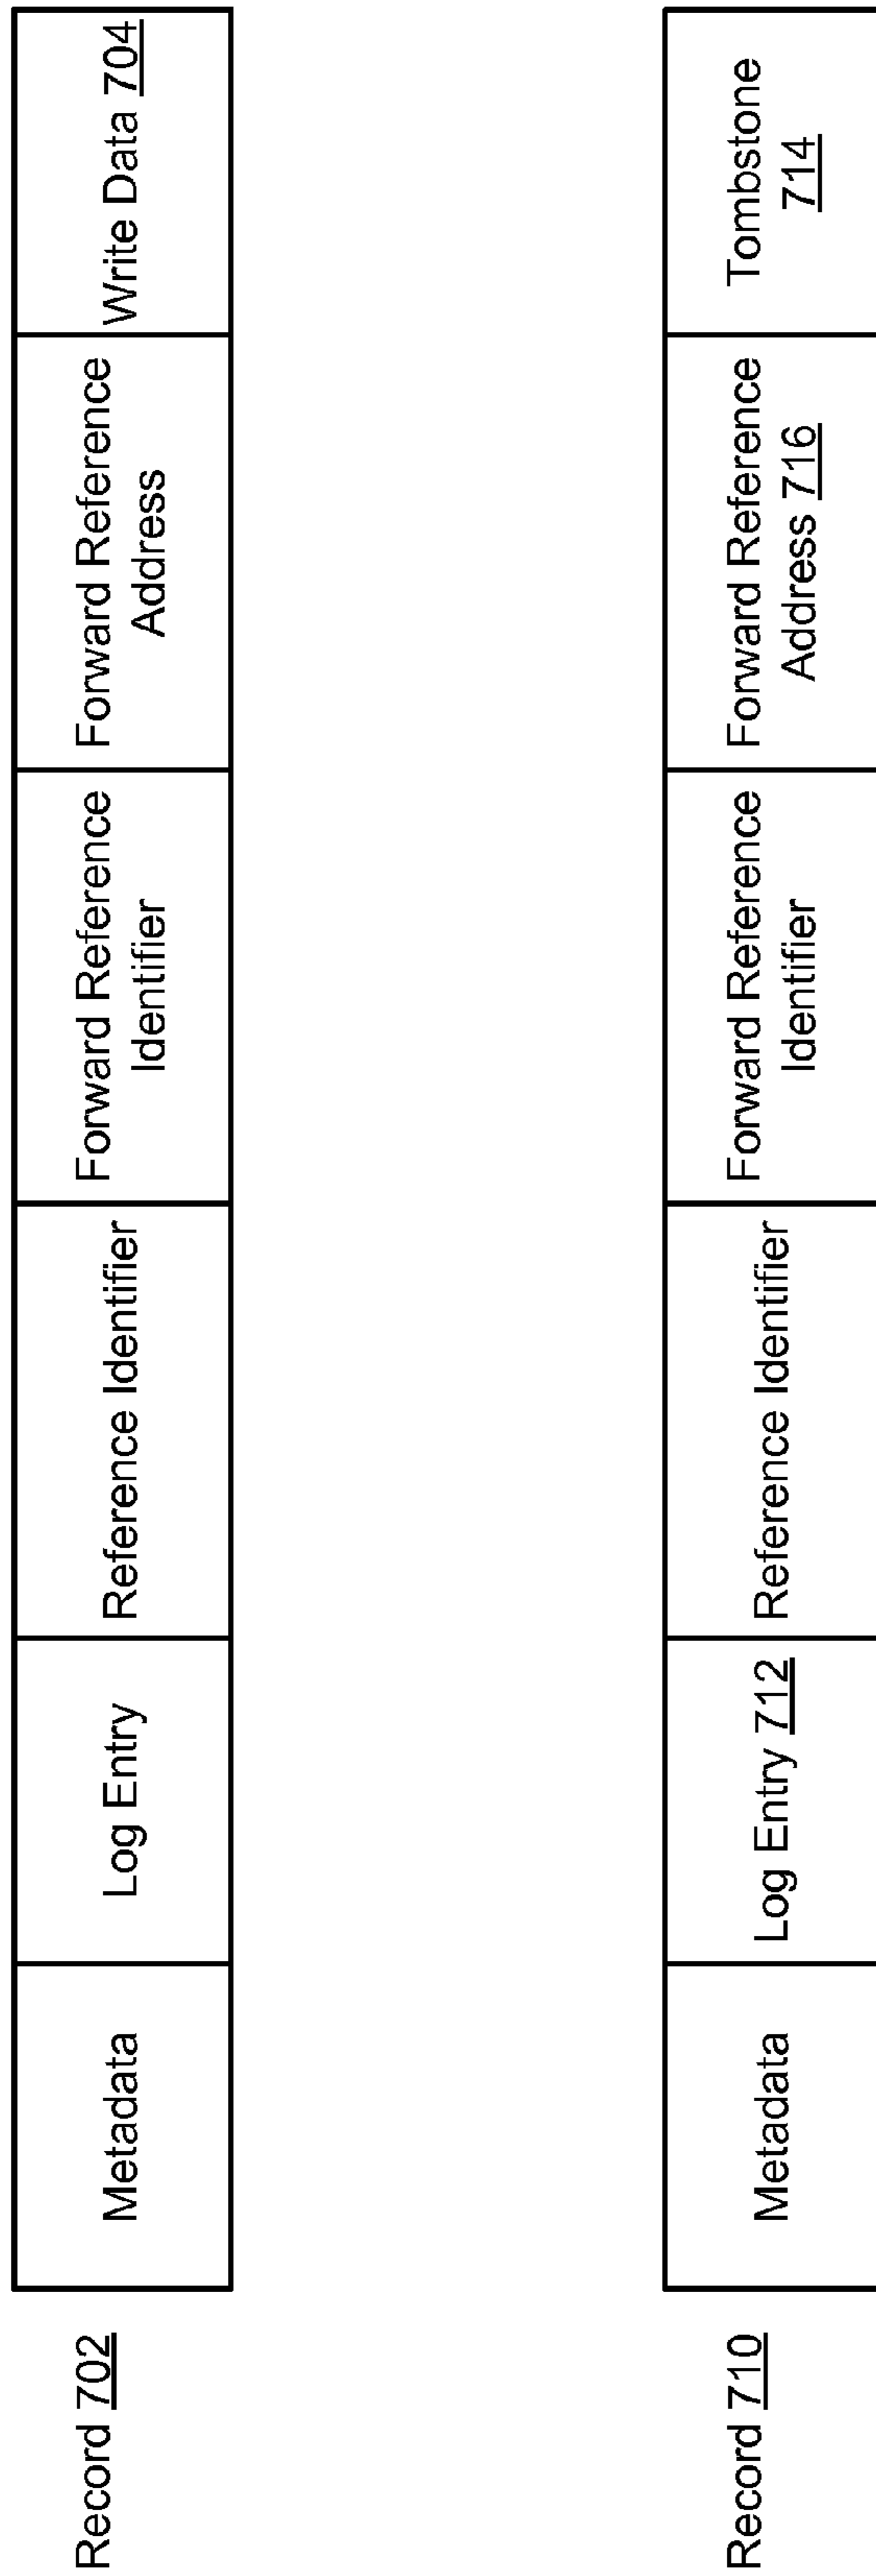 Record 702
Metadata
Log Entry
Reference Identifier
Forward Reference
Identifier
Forward Reference
Address
Write Data 704
Record 710
Metadata
Log Entry 712
Reference Identifier
Forward Reference
Identifier
Forward Reference
Address 716
Tombstone
714